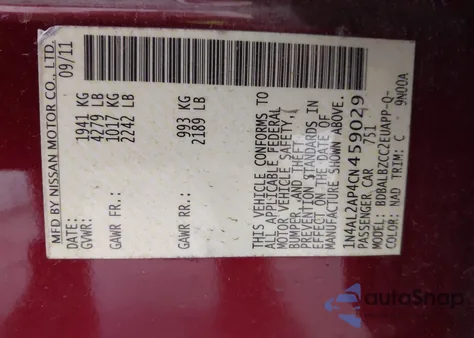 MFD BY NISSAN MOTOR CO., LTD.
DATE: 09/11
GVWR: 1941 KG
4279 LB
GAWR FR: 1017 KG
2242 LB
GAWR RR: 993 KG
2189 LB
THIS VEHICLE CONFORMS TO
ALL APPLICABLE FEDERAL
MOTOR VEHICLE SAFETY,
BUMPER, AND THEFT
PREVENTION STANDARDS IN
EFFECT ON THE DATE OF
MANUFACTURE SHOWN ABOVE.
1N4AL2AP4CN459029
PASSENGER CAR 751
MODEL: BDBALBZCC2EUAPP-Q-
COLOR: NAD TRIM: C 9N00A
autoSnap